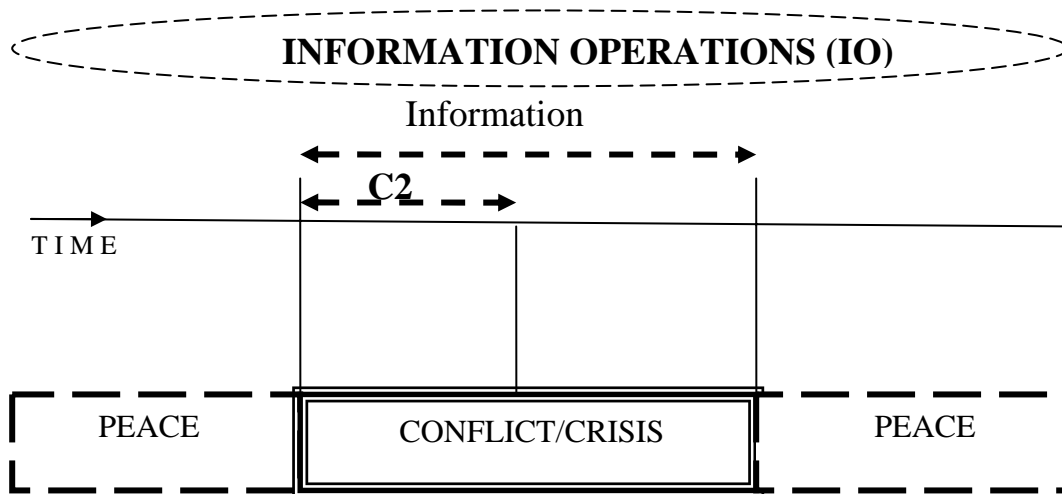 INFORMATION OPERATIONS (IO)
Information
C2
T I M E
PEACE
CONFLICT/CRISIS
PEACE